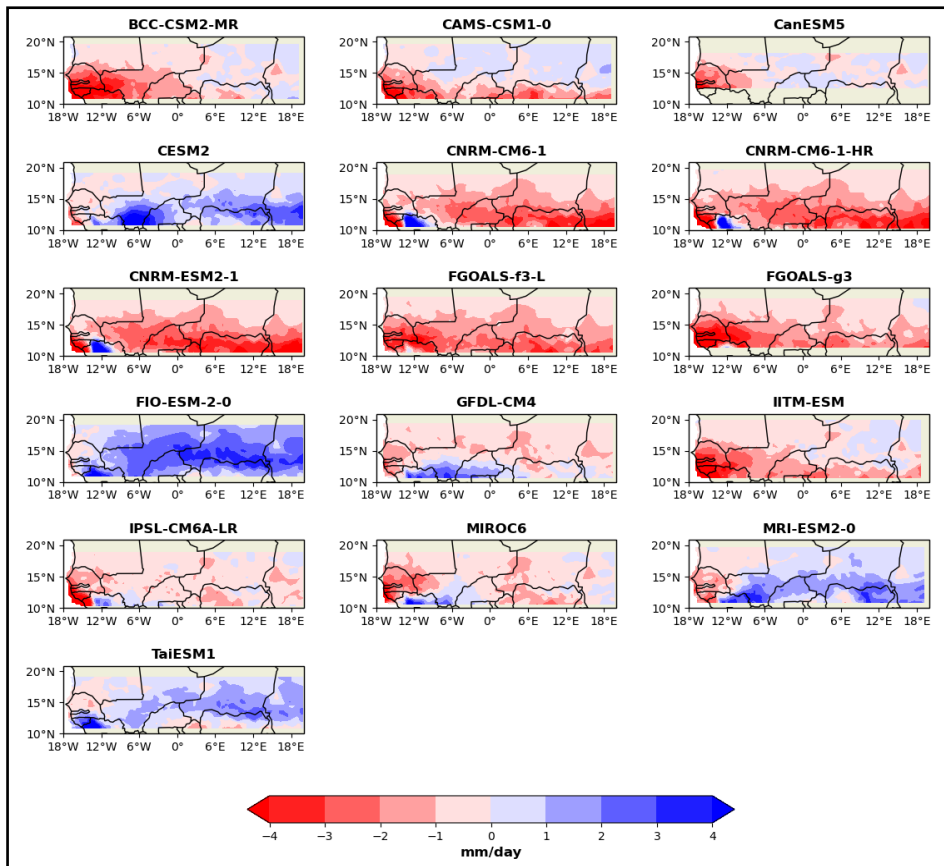 BCC-CSM2-MR CAMS-CSM1-0 CanESM5
20°N 20°N 20°N
15°N 15°N 15°N
10°N 10°N 10°N
18°W 12°W 6°W 0° 6°E 12°E 18°E 18°W 12°W 6°W 0° 6°E 12°E 18°E 18°W 12°W 6°W 0° 6°E 12°E 18°E
CESM2 CNRM-CM6-1 CNRM-CM6-1-HR
20°N 20°N 20°N
15°N 15°N 15°N
10°N 10°N 10°N
18°W 12°W 6°W 0° 6°E 12°E 18°E 18°W 12°W 6°W 0° 6°E 12°E 18°E 18°W 12°W 6°W 0° 6°E 12°E 18°E
CNRM-ESM2-1 FGOALS-f3-L FGOALS-g3
20°N 20°N 20°N
15°N 15°N 15°N
10°N 10°N 10°N
18°W 12°W 6°W 0° 6°E 12°E 18°E 18°W 12°W 6°W 0° 6°E 12°E 18°E 18°W 12°W 6°W 0° 6°E 12°E 18°E
FIO-ESM-2-0 GFDL-CM4 IITM-ESM
20°N 20°N 20°N
15°N 15°N 15°N
10°N 10°N 10°N
18°W 12°W 6°W 0° 6°E 12°E 18°E 18°W 12°W 6°W 0° 6°E 12°E 18°E 18°W 12°W 6°W 0° 6°E 12°E 18°E
IPSL-CM6A-LR MIROC6 MRI-ESM2-0
20°N 20°N 20°N
15°N 15°N 15°N
10°N 10°N 10°N
18°W 12°W 6°W 0° 6°E 12°E 18°E 18°W 12°W 6°W 0° 6°E 12°E 18°E 18°W 12°W 6°W 0° 6°E 12°E 18°E
TaiESM1
20°N
15°N
10°N
18°W 12°W 6°W 0° 6°E 12°E 18°E
−4 −3 −2 −1 0 1 2 3 4
mm/day